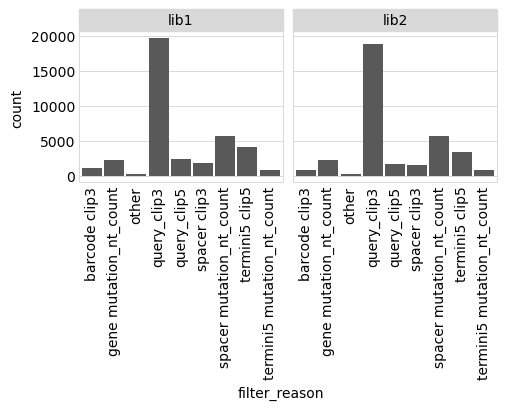 lib1
lib2
20000
15000
10000
5000
0
count
barcode clip3
gene mutation_nt_count
other
query_clip3
query_clip5
spacer clip3
spacer mutation_nt_count
termini5 clip5
termini5 mutation_nt_count
barcode clip3
gene mutation_nt_count
other
query_clip3
query_clip5
spacer clip3
spacer mutation_nt_count
termini5 clip5
termini5 mutation_nt_count
filter_reason